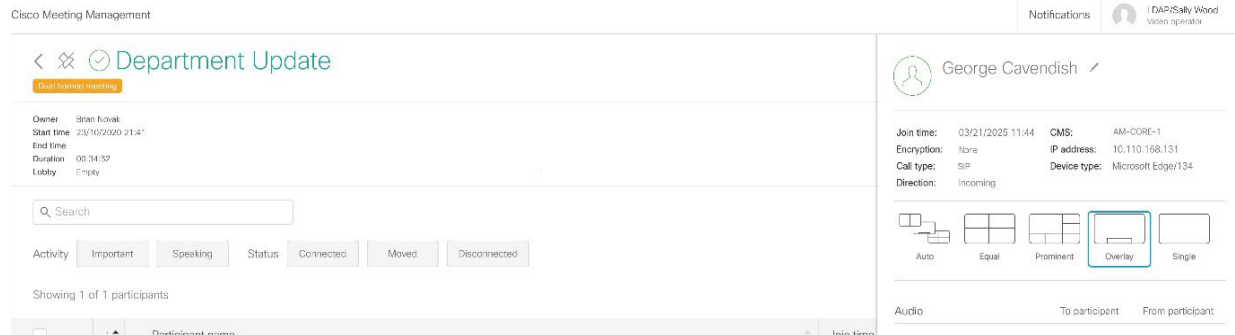 Cisco Meeting Management
Notifications
LDAP/Sally Wood
Video operator
Department Update
Dual homed meeting
Owner Brian Novak
Start time 23/10/2020 21:41
End time
Duration 00:34:52
Lobby Empty
Search
Activity Important Speaking Status Connected Moved Disconnected
Showing 1 of 1 participants
Participant name Join time
George Cavendish
Join time: 03/21/2025 11:44 CMS: AM-CORE-1
Encryption: None IP address: 10.110.168.131
Call type: SIP Device type: Microsoft Edge/134
Direction: Incoming
Auto Equal Prominent Overlay Single
Audio To participant From participant